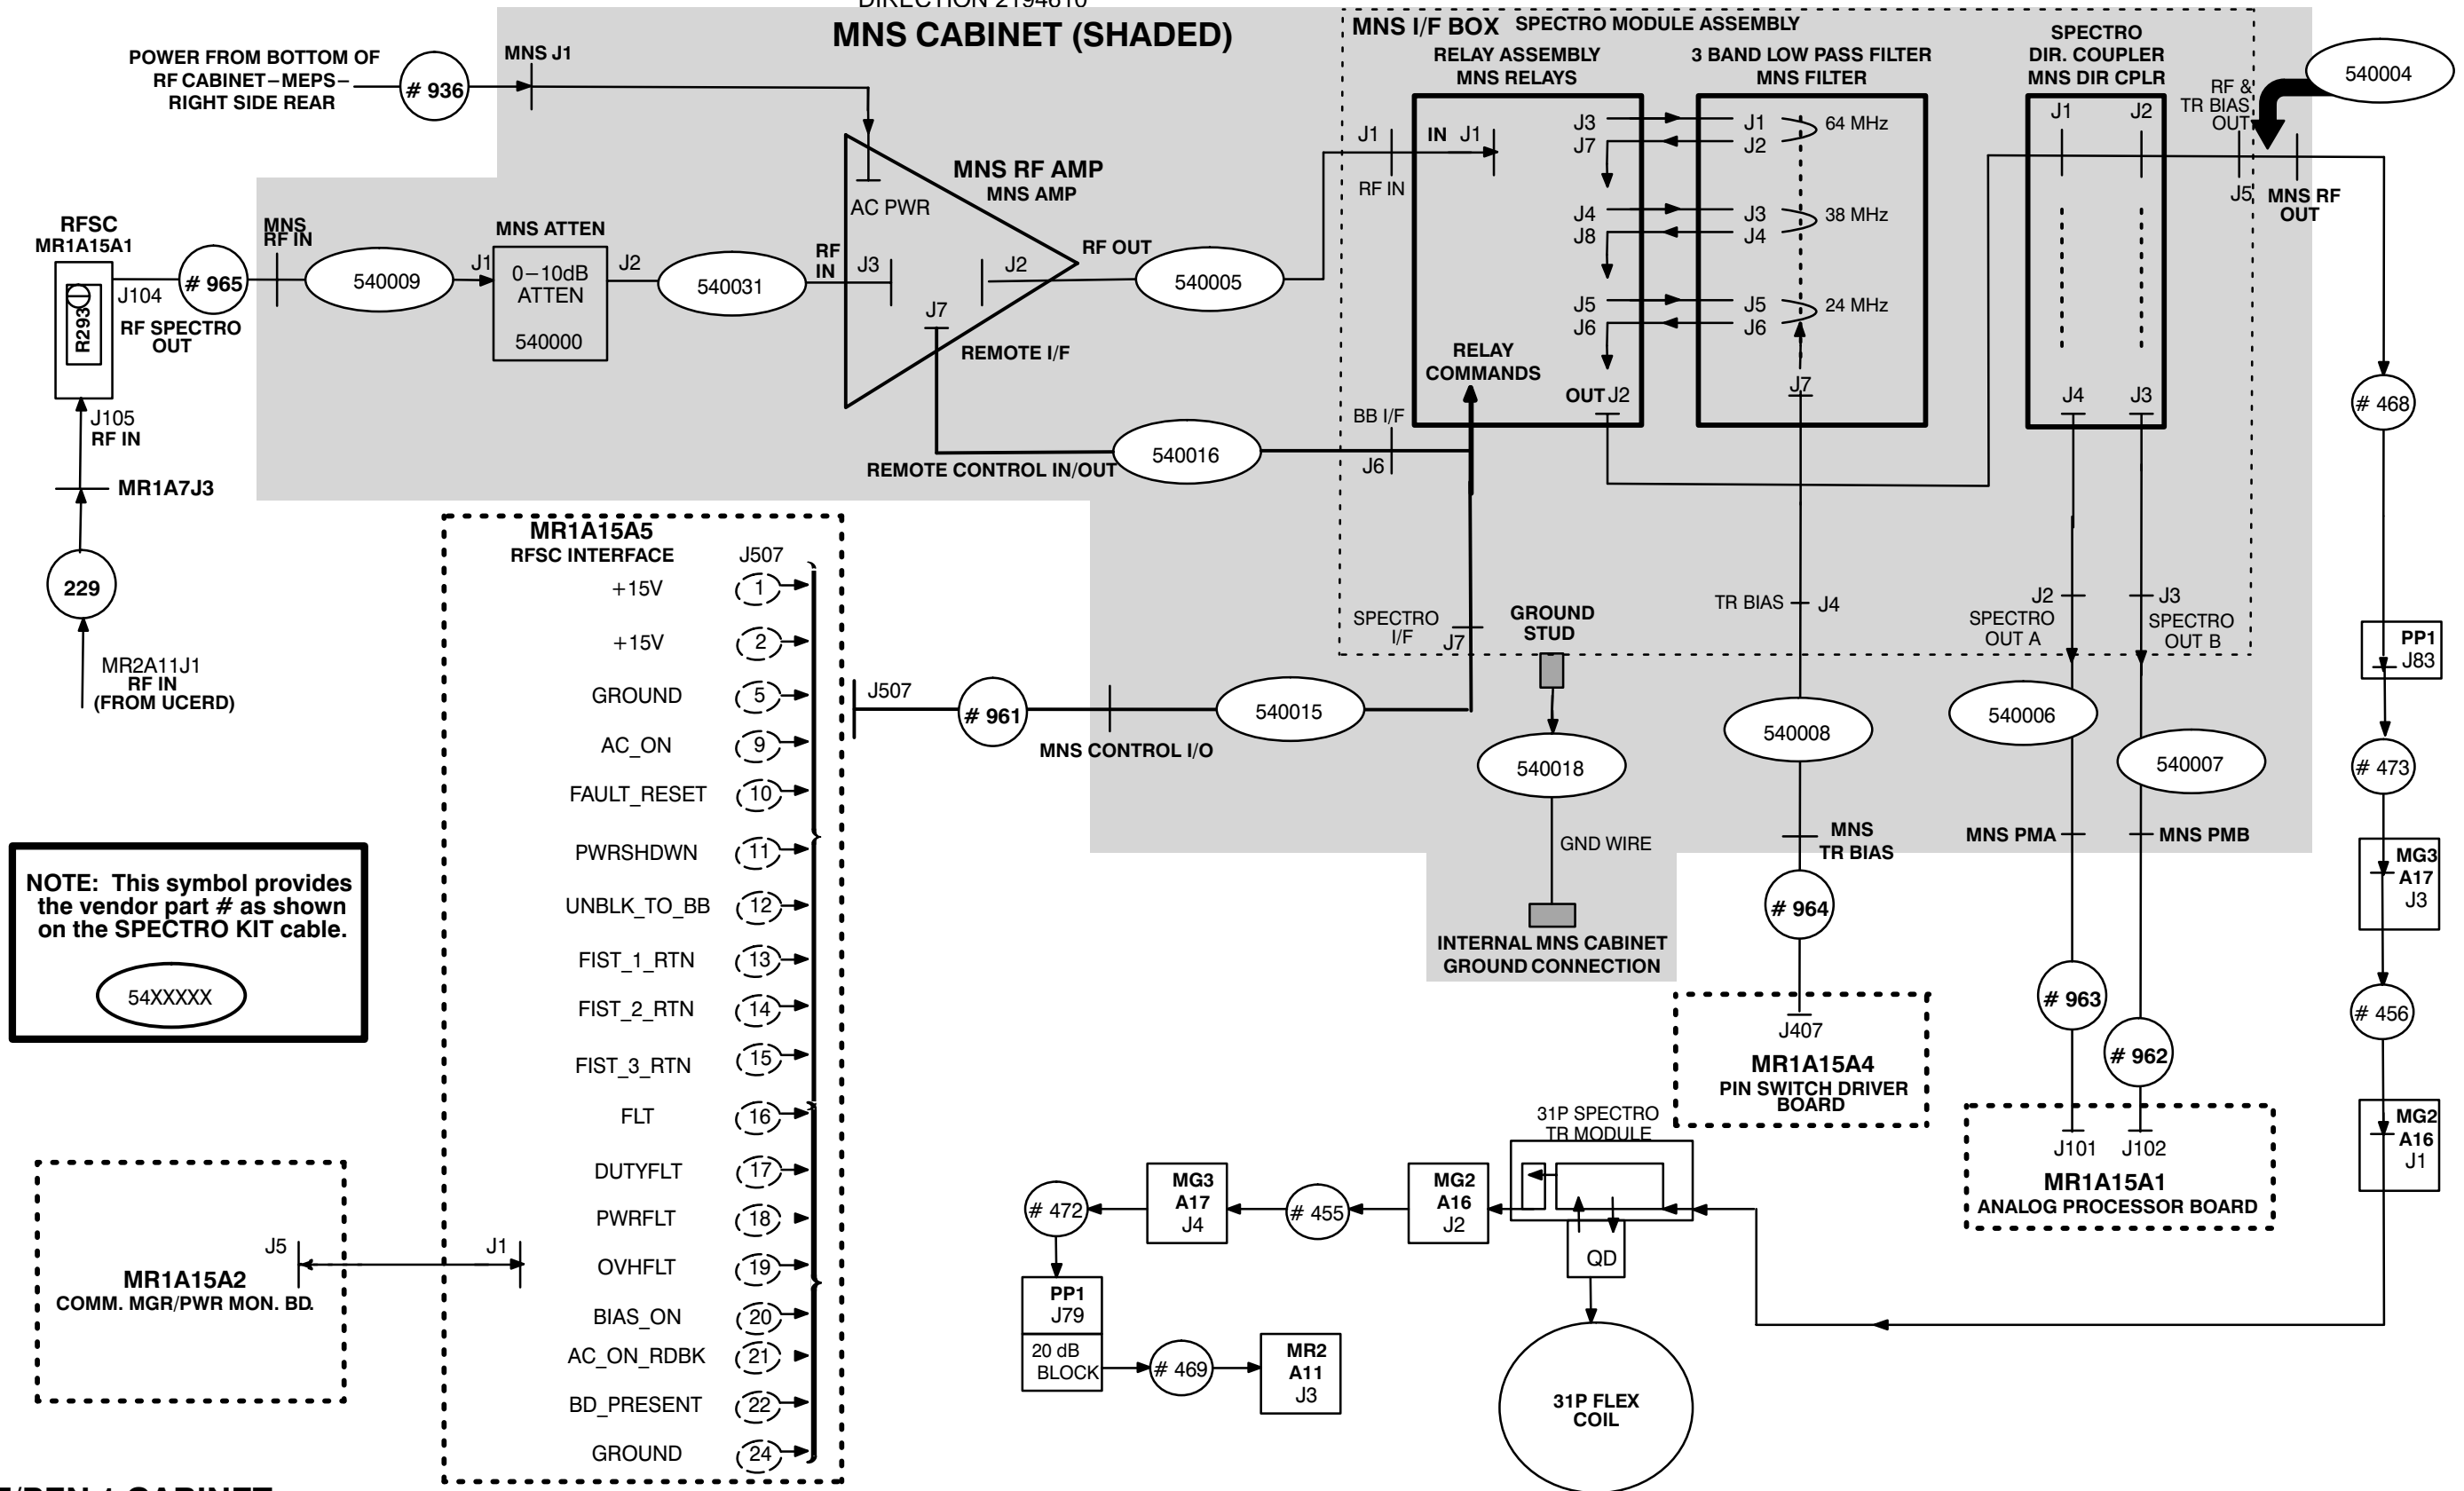 DIRECTION 2194610
MNS CABINET (SHADED)
POWER FROM BOTTOM OF
RF CABINET–MEPS–
RIGHT SIDE REAR
# 936
MNS J1
MNS RF AMP
MNS AMP
AC PWR
RF
IN
J3
J2
RF OUT
J7
REMOTE I/F
RFSC
MR1A15A1
R293
J104
RF SPECTRO
OUT
# 965
MNS
RF IN
540009
J1
MNS ATTEN
0–10dB
ATTEN
540000
J2
540031
540005
J105
RF IN
MR1A7J3
229
MR2A11J1
RF IN
(FROM UCERD)
REMOTE CONTROL IN/OUT
540016
MNS I/F BOX
SPECTRO MODULE ASSEMBLY
RELAY ASSEMBLY
MNS RELAYS
J1
RF IN
IN
J1
J3
J7
J4
J8
J5
J6
RELAY
COMMANDS
OUT J2
BB I/F
J6
3 BAND LOW PASS FILTER
MNS FILTER
J1
J2
64 MHz
J3
J4
38 MHz
J5
J6
24 MHz
J7
SPECTRO
DIR. COUPLER
MNS DIR CPLR
J1
J2
J4
J3
RF &
TR BIAS
OUT
J5
MNS RF
OUT
540004
# 468
SPECTRO
I/F
J7
GROUND
STUD
TR BIAS
J4
J2
SPECTRO
OUT A
J3
SPECTRO
OUT B
540018
GND WIRE
INTERNAL MNS CABINET
GROUND CONNECTION
540008
MNS
TR BIAS
# 964
J407
MR1A15A4
PIN SWITCH DRIVER
BOARD
540006
540007
MNS PMA
MNS PMB
# 963
# 962
J101
J102
MR1A15A1
ANALOG PROCESSOR BOARD
PP1
J83
# 473
MG3
A17
J3
# 456
MG2
A16
J1
MR1A15A5
RFSC INTERFACE
J507
+15V 1
+15V 2
GROUND 5
AC_ON 9
FAULT_RESET 10
PWRSHDWN 11
UNBLK_TO_BB 12
FIST_1_RTN 13
FIST_2_RTN 14
FIST_3_RTN 15
FLT 16
DUTYFLT 17
PWRFLT 18
OVHFLT 19
BIAS_ON 20
AC_ON_RDBK 21
BD_PRESENT 22
GROUND 24
J507
# 961
MNS CONTROL I/O
540015
NOTE: This symbol provides
the vendor part # as shown
on the SPECTRO KIT cable.
54XXXXX
MR1A15A2
COMM. MGR/PWR MON. BD.
J5
J1
31P SPECTRO
TR MODULE
QD
31P FLEX
COIL
MG2
A16
J2
# 455
MG3
A17
J4
# 472
PP1
J79
20 dB
BLOCK
# 469
MR2
A11
J3
1 CABINET